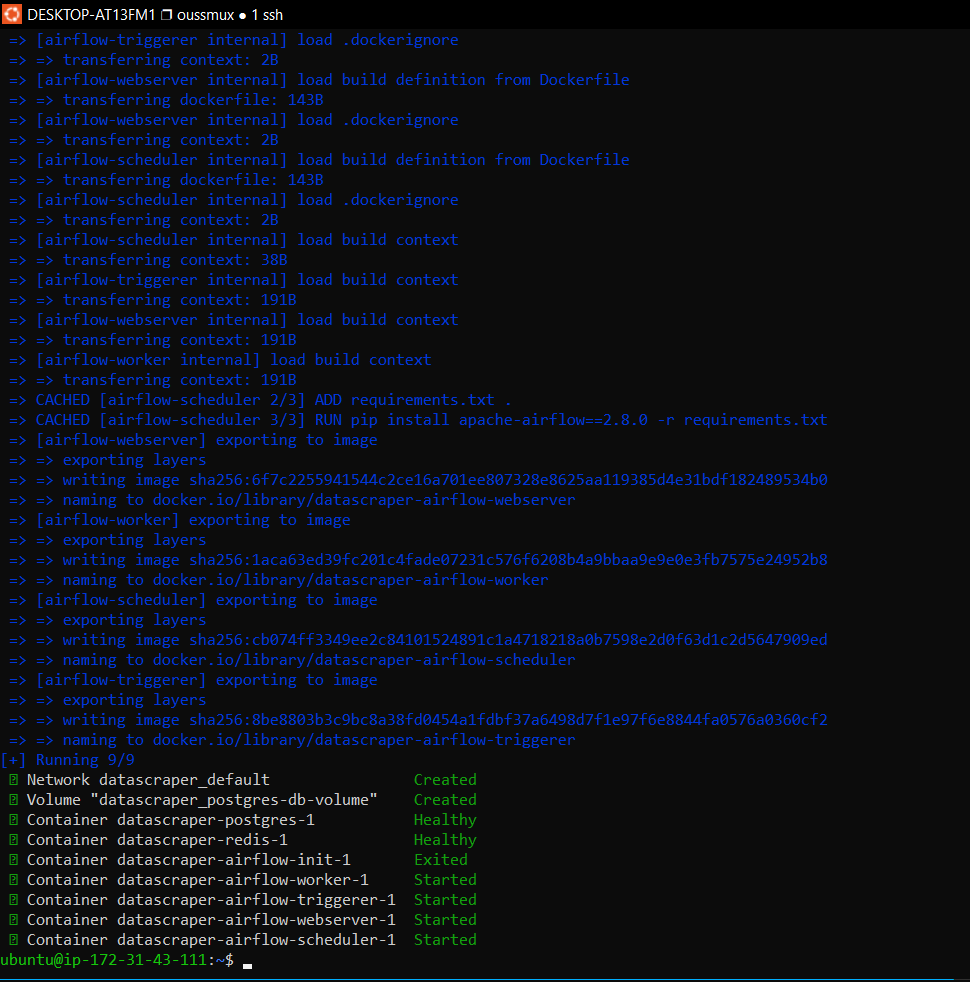 DESKTOP-AT13FM1 ❐ oussmux ● 1 ssh
=> [airflow-triggerer internal] load .dockerignore
=> => transferring context: 2B
=> [airflow-webserver internal] load build definition from Dockerfile
=> => transferring dockerfile: 143B
=> [airflow-webserver internal] load .dockerignore
=> => transferring context: 2B
=> [airflow-scheduler internal] load build definition from Dockerfile
=> => transferring dockerfile: 143B
=> [airflow-scheduler internal] load .dockerignore
=> => transferring context: 2B
=> [airflow-scheduler internal] load build context
=> => transferring context: 38B
=> [airflow-triggerer internal] load build context
=> => transferring context: 191B
=> [airflow-webserver internal] load build context
=> => transferring context: 191B
=> [airflow-worker internal] load build context
=> => transferring context: 191B
=> CACHED [airflow-scheduler 2/3] ADD requirements.txt .
=> CACHED [airflow-scheduler 3/3] RUN pip install apache-airflow==2.8.0 -r requirements.txt
=> [airflow-webserver] exporting to image
=> => exporting layers
=> => writing image sha256:6f7c2255941544c2ce16a701ee807328e8625aa119385d4e31bdf182489534b0
=> => naming to docker.io/library/datascraper-airflow-webserver
=> [airflow-worker] exporting to image
=> => exporting layers
=> => writing image sha256:1aca63ed39fc201c4fade07231c576f6208b4a9bbaa9e9e0e3fb7575e24952b8
=> => naming to docker.io/library/datascraper-airflow-worker
=> [airflow-scheduler] exporting to image
=> => exporting layers
=> => writing image sha256:cb074ff3349ee2c84101524891c1a4718218a0b7598e2d0f63d1c2d5647909ed
=> => naming to docker.io/library/datascraper-airflow-scheduler
=> [airflow-triggerer] exporting to image
=> => exporting layers
=> => writing image sha256:8be8803b3c9bc8a38fd0454a1fdbf37a6498d7f1e97f6e8844fa0576a0360cf2
=> => naming to docker.io/library/datascraper-airflow-triggerer
[+] Running 9/9
Network datascraper_default Created
Volume "datascraper_postgres-db-volume" Created
Container datascraper-postgres-1 Healthy
Container datascraper-redis-1 Healthy
Container datascraper-airflow-init-1 Exited
Container datascraper-airflow-worker-1 Started
Container datascraper-airflow-triggerer-1 Started
Container datascraper-airflow-webserver-1 Started
Container datascraper-airflow-scheduler-1 Started
ubuntu@ip-172-31-43-111:~$